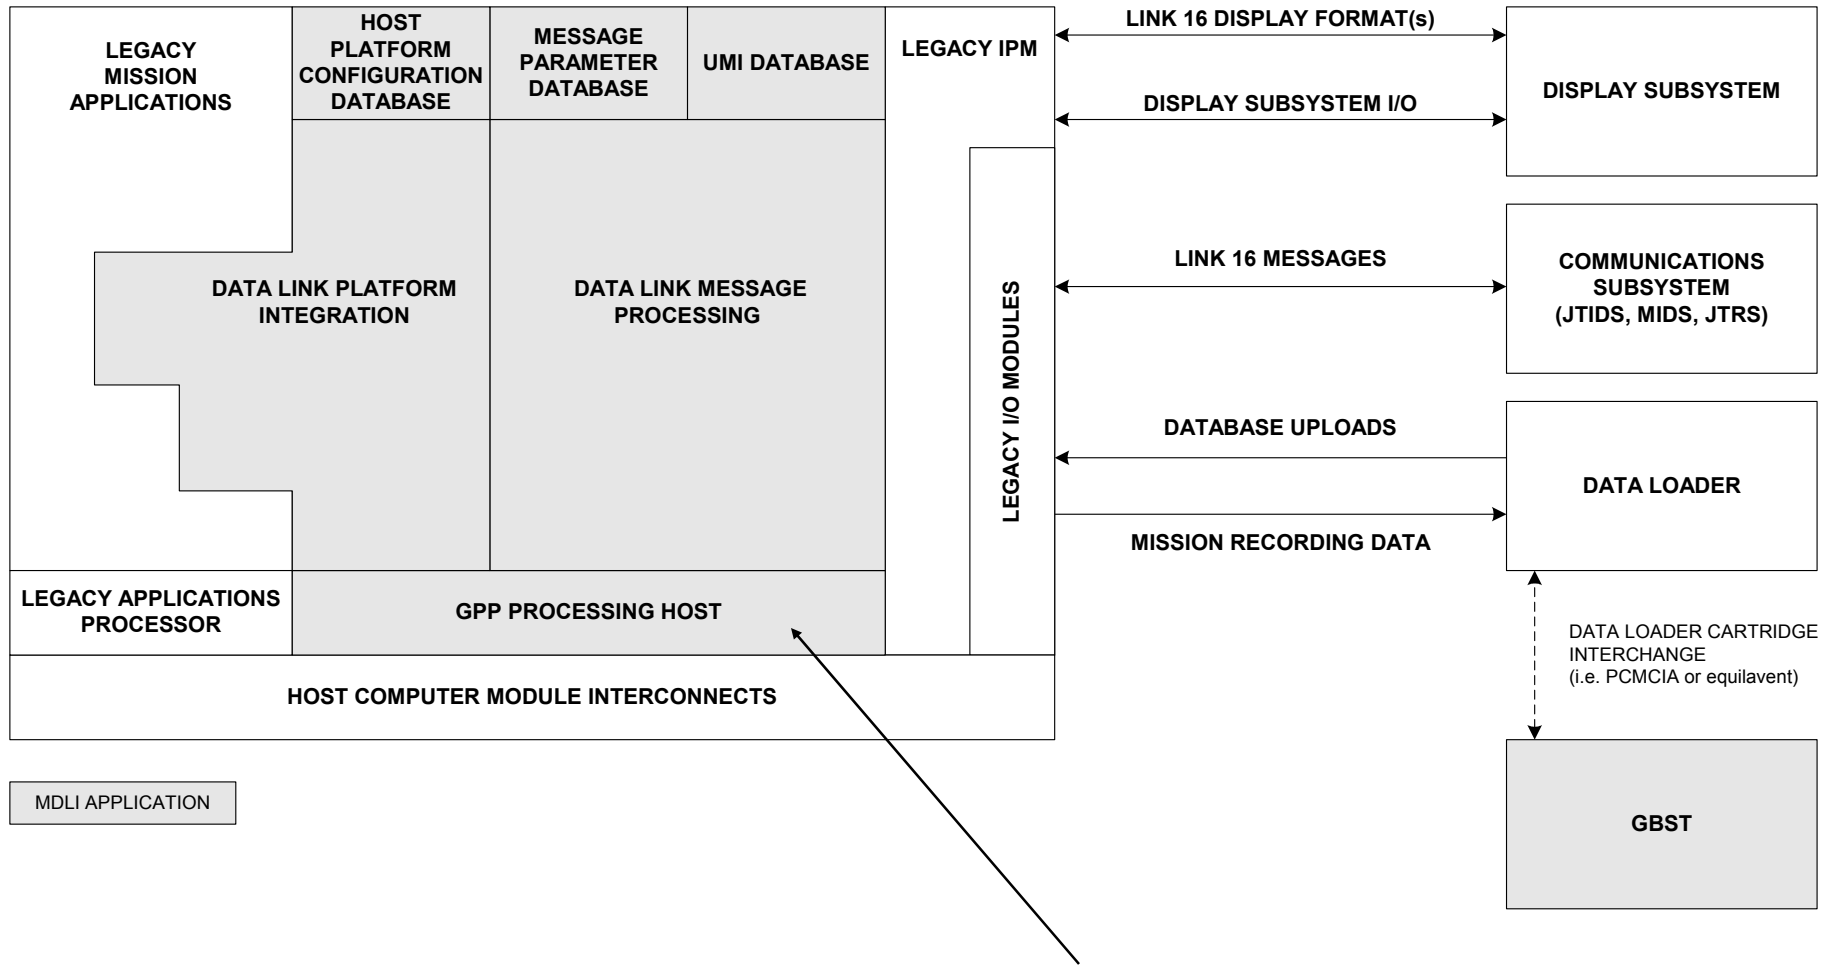 LEGACY
MISSION
APPLICATIONS
HOST
PLATFORM
CONFIGURATION
DATABASE
MESSAGE
PARAMETER
DATABASE
UMI DATABASE
LEGACY IPM
LINK 16 DISPLAY FORMAT(s)
DISPLAY SUBSYSTEM I/O
DISPLAY SUBSYSTEM
DATA LINK PLATFORM
INTEGRATION
DATA LINK MESSAGE
PROCESSING
LEGACY I/O MODULES
LINK 16 MESSAGES
COMMUNICATIONS
SUBSYSTEM
(JTIDS, MIDS, JTRS)
DATABASE UPLOADS
MISSION RECORDING DATA
DATA LOADER
LEGACY APPLICATIONS
PROCESSOR
GPP PROCESSING HOST
DATA LOADER CARTRIDGE
INTERCHANGE
(i.e. PCMCIA or equilavent)
HOST COMPUTER MODULE INTERCONNECTS
MDLI APPLICATION
GBST